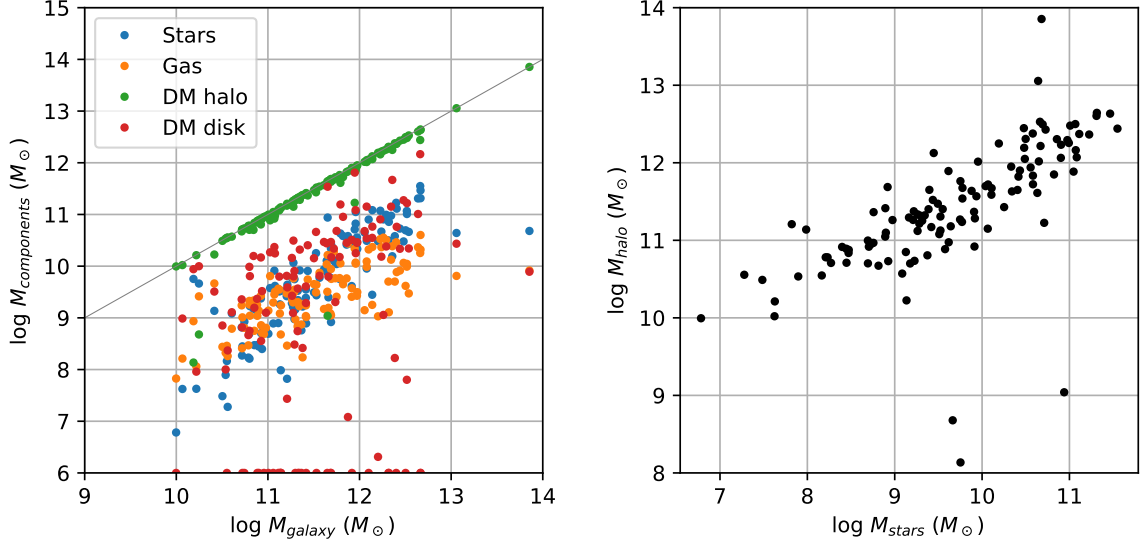 15
14
13
12
11
10
9
8
7
6
log M_components (M_⊙)
Stars
Gas
DM halo
DM disk
9 10 11 12 13 14
log M_galaxy (M_⊙)
14
13
12
11
10
9
8
log M_halo (M_⊙)
7 8 9 10 11
log M_stars (M_⊙)